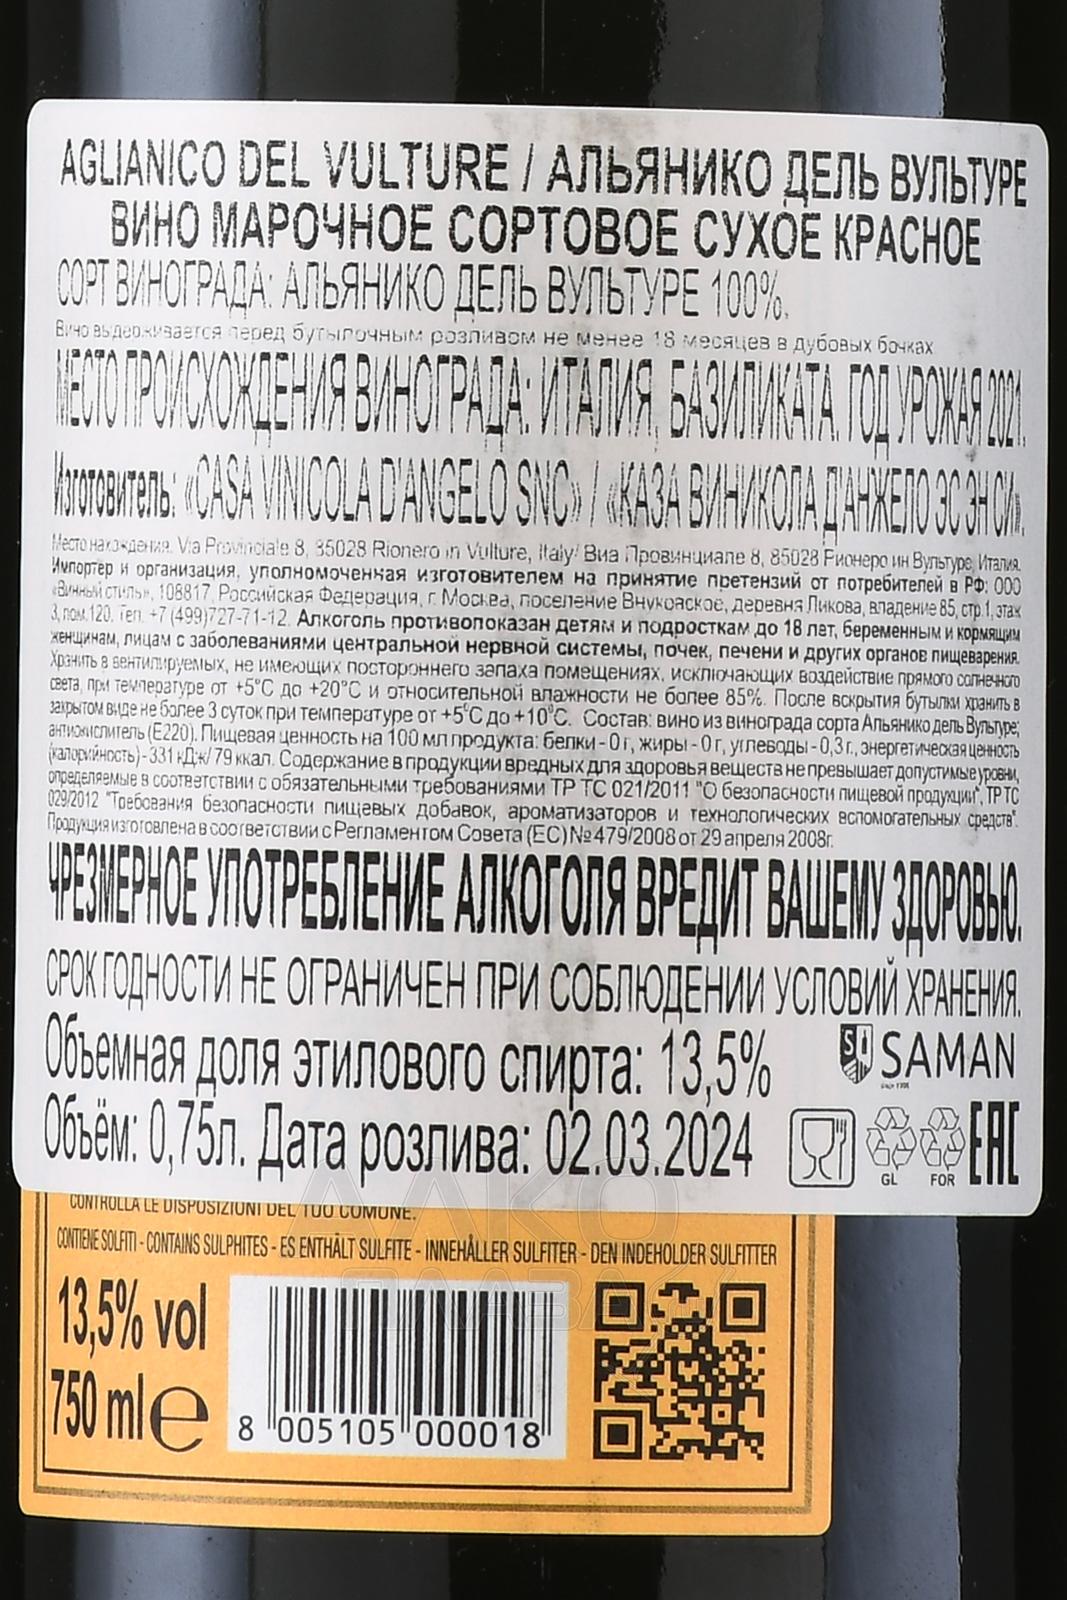 AGLIANICO DEL VULTURE / АЛЬЯНИКО ДЕЛЬ ВУЛЬТУРЕ
ВИНО МАРОЧНОЕ СОРТОВОЕ СУХОЕ КРАСНОЕ
СОРТ ВИНОГРАДА: АЛЬЯНИКО ДЕЛЬ ВУЛЬТУРЕ 100%.
Вино выдерживается перед бутылочным розливом не менее 18 месяцев в дубовых бочках
МЕСТО ПРОИСХОЖДЕНИЯ ВИНОГРАДА: ИТАЛИЯ, БАЗИЛИКАТА. ГОД УРОЖАЯ 2021.
Изготовитель: «CASA VINICOLA D'ANGELO SNC» / «КАЗА ВИНИКОЛА Д'АНЖЕЛО ЭС ЭН СИ».
Место нахождения: Via Provinciale 8, 85028 Rionero in Vulture, Italy/ Виа Провинциале 8, 85028 Рионеро ин Вультуре, Италия.
Импортёр и организация, уполномоченная изготовителем на принятие претензий от потребителей в РФ: ООО
«Винный стиль», 108817, Российская Федерация, г. Москва, поселение Внуковское, деревня Ликова, владение 85, стр.1, этаж
3, пом.120. Тел. +7(499)727-71-12. Алкоголь противопоказан детям и подросткам до 18 лет, беременным и кормящим
женщинам, лицам с заболеваниями центральной нервной системы, почек, печени и других органов пищеварения.
Хранить в вентилируемых, не имеющих постороннего запаха помещениях, исключающих воздействие прямого солнечного
света, при температуре от +5°С до +20°С и относительной влажности не более 85%. После вскрытия бутылки хранить в
закрытом виде не более 3 суток при температуре от +5°С до +10°С. Состав: вино из винограда сорта Альянико дель Вультуре;
антиокислитель (Е220). Пищевая ценность на 100 мл продукта: белки - 0 г, жиры - 0 г, углеводы - 0,3 г., энергетическая ценность
(калорийность) - 331 кДж/ 79 ккал. Содержание в продукции вредных для здоровья веществ не превышает допустимые уровни,
определяемые в соответствии с обязательными требованиями ТР ТС 021/2011 "О безопасности пищевой продукции", ТР ТС
029/2012 "Требования безопасности пищевых добавок, ароматизаторов и технологических вспомогательных средств".
Продукция изготовлена в соответствии с Регламентом Совета (ЕС) № 479/2008 от 29 апреля 2008г.
ЧРЕЗМЕРНОЕ УПОТРЕБЛЕНИЕ АЛКОГОЛЯ ВРЕДИТ ВАШЕМУ ЗДОРОВЬЮ.
СРОК ГОДНОСТИ НЕ ОГРАНИЧЕН ПРИ СОБЛЮДЕНИИ УСЛОВИЙ ХРАНЕНИЯ.
Объемная доля этилового спирта: 13,5%
SAMAN
Объём: 0,75л. Дата розлива: 02.03.2024
GL FOR EAC
CONTROLLA LE DISPOSIZIONI DEL TUO COMUNE.
CONTIENE SOLFITI - CONTAINS SULPHITES - ES ENTHÄLT SULFITE - INNEHÅLLER SULFITER - DEN INDEHOLDER SULFITTER
13,5% vol
750 ml e
8 005105 000018